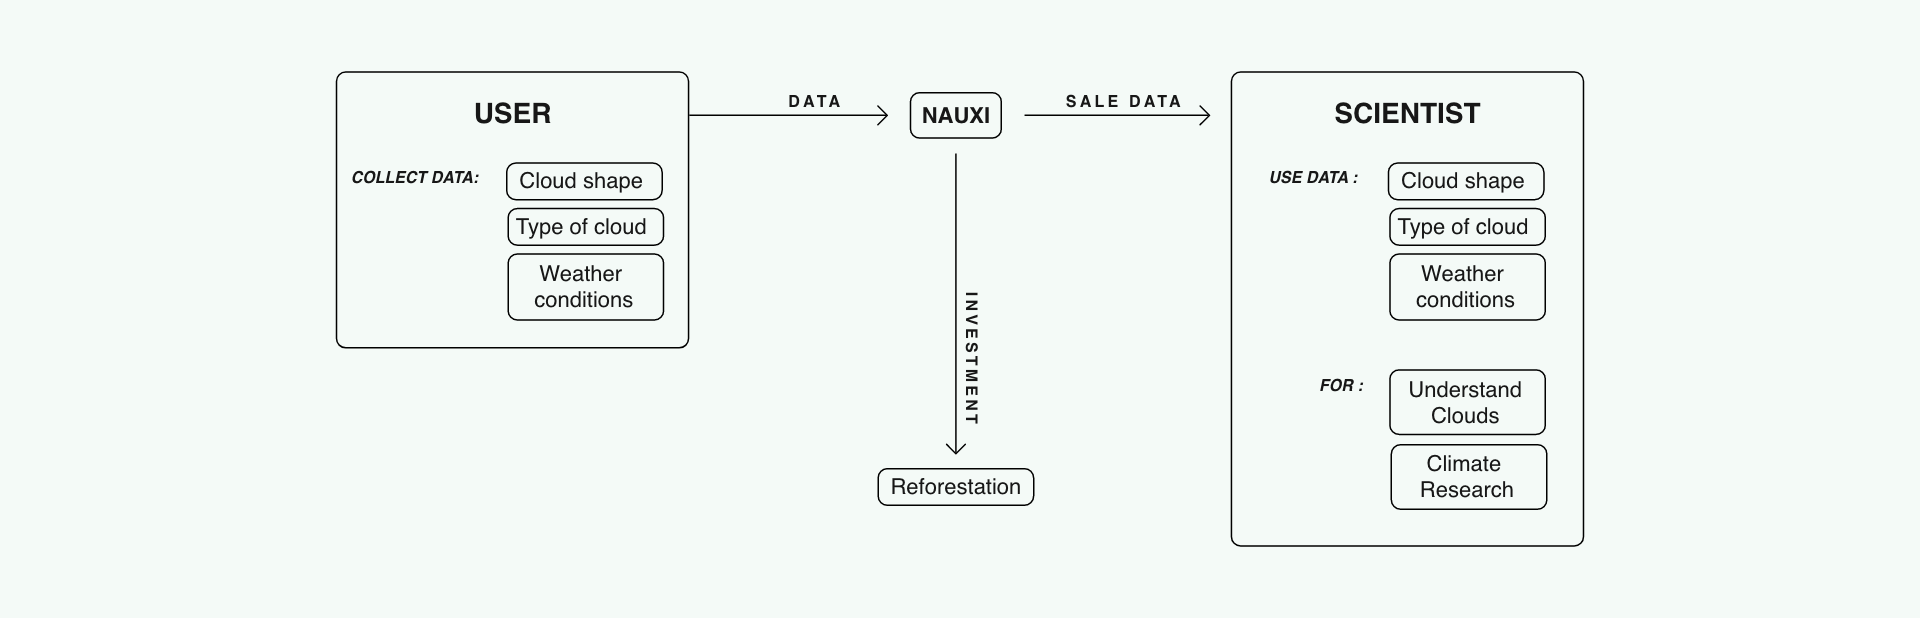 USER
COLLECT DATA:
Cloud shape
Type of cloud
Weather
conditions
DATA
NAUXI
SALE DATA
INVESTMENT
Reforestation
SCIENTIST
USE DATA :
Cloud shape
Type of cloud
Weather
conditions
FOR :
Understand
Clouds
Climate
Research